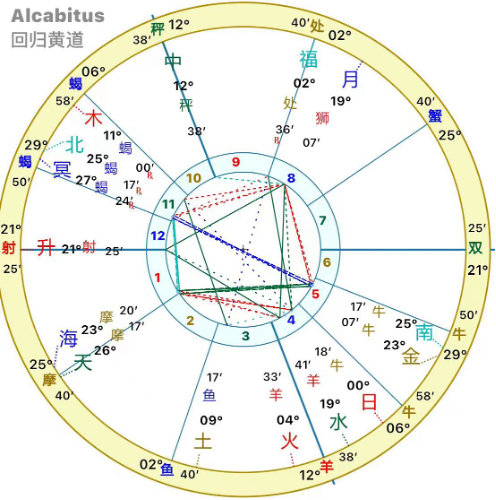 Alcabitus
回归黄道
秤 12°
38′
中
12°
秤
38′
40′ 处 02°
福
02°
处
36′
℞
月
19°
狮
07′
40′ 蟹
25°
06°
蝎
58′
木
11°
蝎
00′
℞
29°
蝎
50′
北
25°
蝎
17′
℞
冥
27°
蝎
24′
℞
21°
射
25′
升 21° 射 25′
双
21°
25′
25°
摩
40′
海
23°
摩
20′
天
26°
摩
17′
02° 鱼 40′
土
09°
鱼
17′
火
04°
羊
33′
12° 羊 38′
水
19°
羊
41′
日
00°
牛
18′
58′
牛
06°
南
25°
牛
17′
金
23°
牛
07′
50′
牛
29°
1
2
3
4
5
6
7
8
9
10
11
12